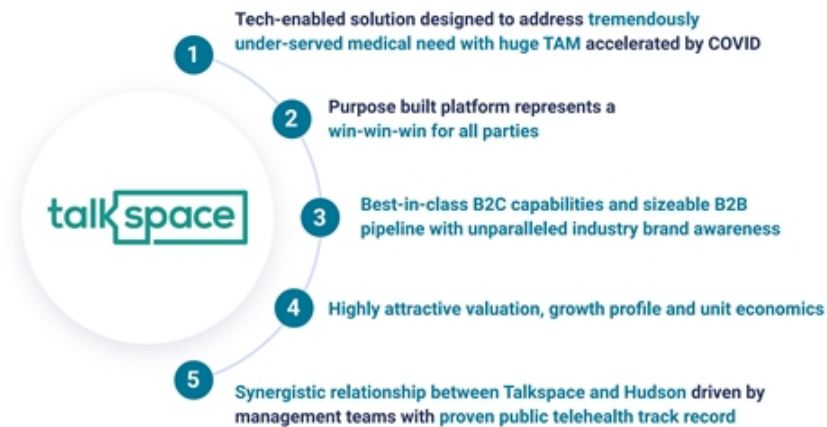 Tech-enabled solution designed to address tremendously
under-served medical need with huge TAM accelerated by COVID
1
2
Purpose built platform represents a
win-win-win for all parties
talkspace
3
Best-in-class B2C capabilities and sizeable B2B
pipeline with unparalleled industry brand awareness
4
Highly attractive valuation, growth profile and unit economics
5
Synergistic relationship between Talkspace and Hudson driven by
management teams with proven public telehealth track record